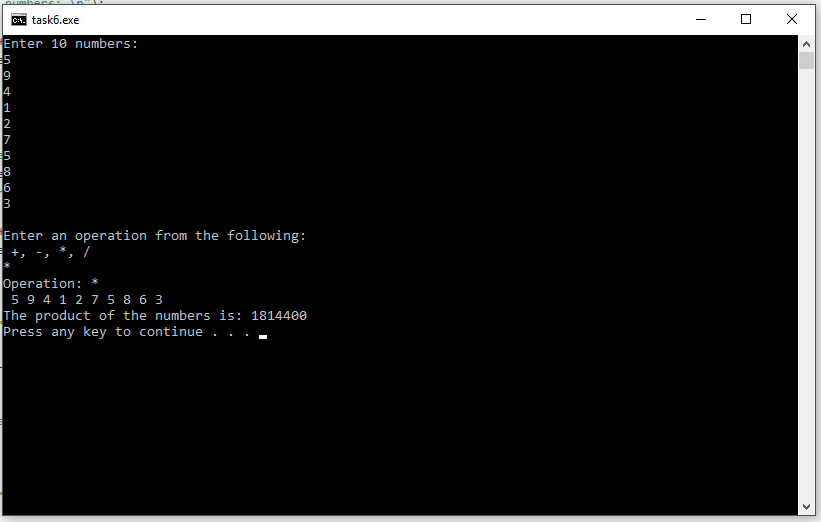 numbers: \n");
task6.exe
Enter 10 numbers:
5
9
4
1
2
7
5
8
6
3
Enter an operation from the following:
+, -, *, /
*
Operation: *
5 9 4 1 2 7 5 8 6 3
The product of the numbers is: 1814400
Press any key to continue . . .